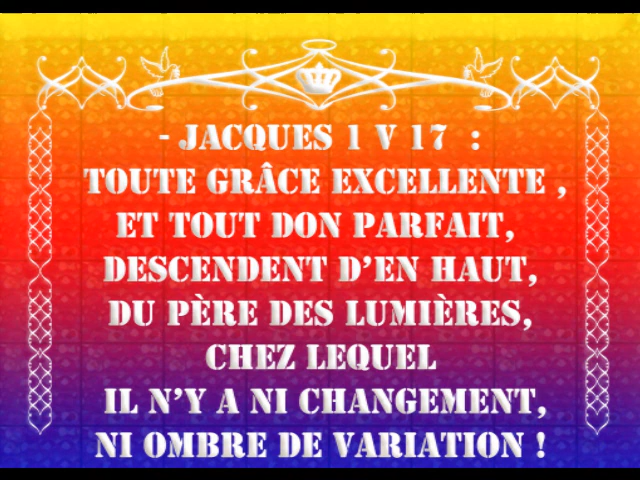 - JACQUES 1 V 17 :
TOUTE GRÂCE EXCELLENTE ,
ET TOUT DON PARFAIT,
DESCENDENT D’EN HAUT,
DU PÈRE DES LUMIÈRES,
CHEZ LEQUEL
IL N’Y A NI CHANGEMENT,
NI OMBRE DE VARIATION !